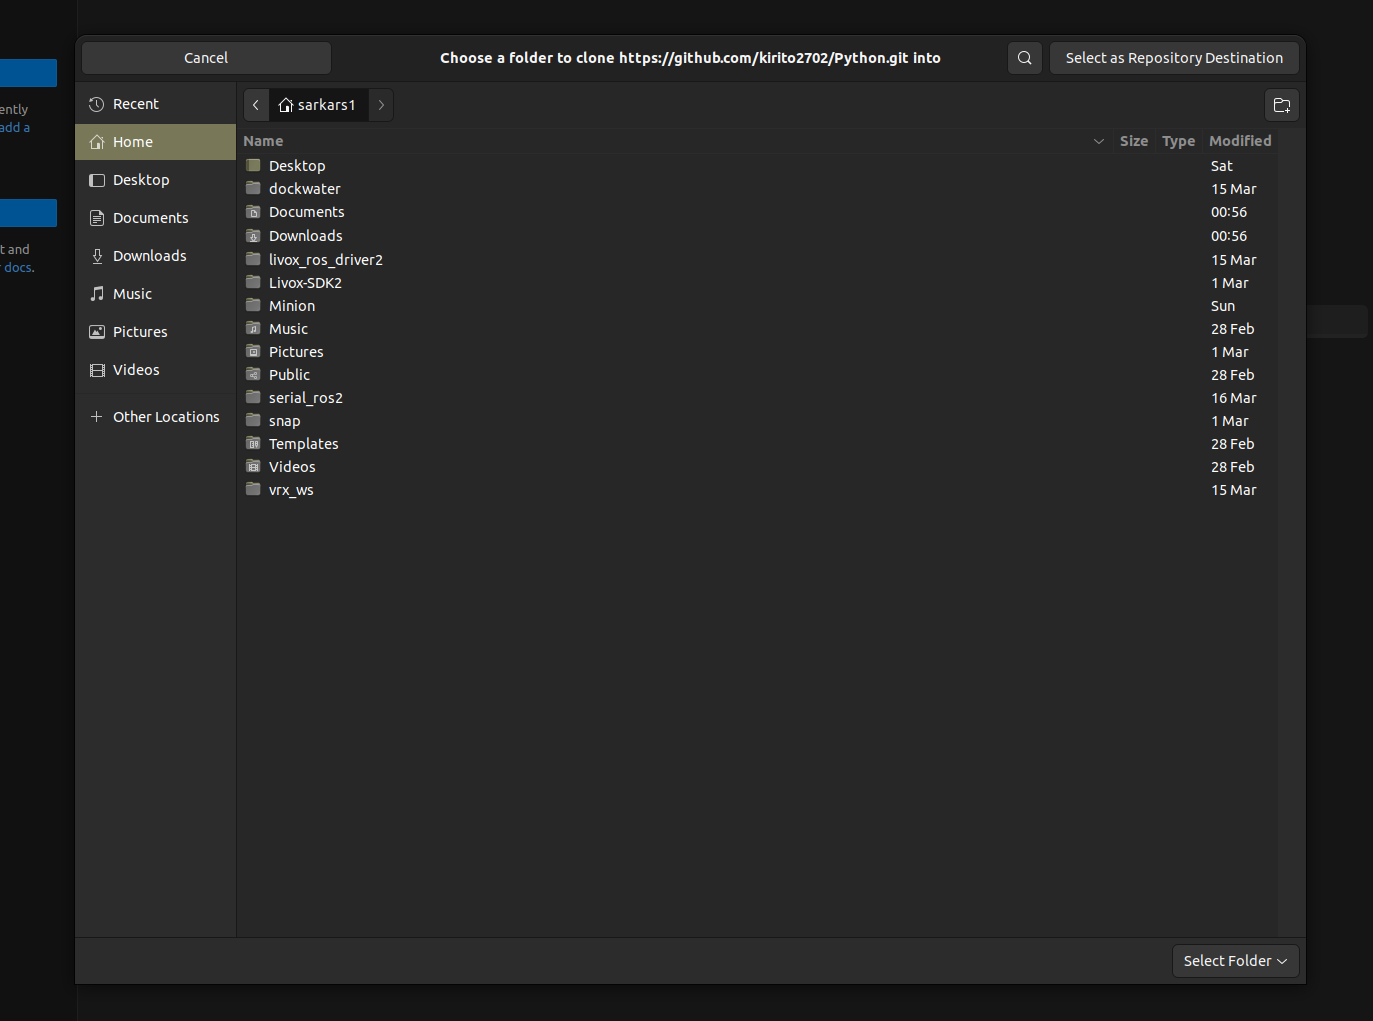 Cancel
Choose a folder to clone https://github.com/kirito2702/Python.git into
Select as Repository Destination
ently
add a
t and
docs.
Recent
Home
Desktop
Documents
Downloads
Music
Pictures
Videos
Other Locations
sarkars1
Name Size Type Modified
Desktop Sat
dockwater 15 Mar
Documents 00:56
Downloads 00:56
livox_ros_driver2 15 Mar
Livox-SDK2 1 Mar
Minion Sun
Music 28 Feb
Pictures 1 Mar
Public 28 Feb
serial_ros2 16 Mar
snap 1 Mar
Templates 28 Feb
Videos 28 Feb
vrx_ws 15 Mar
Select Folder